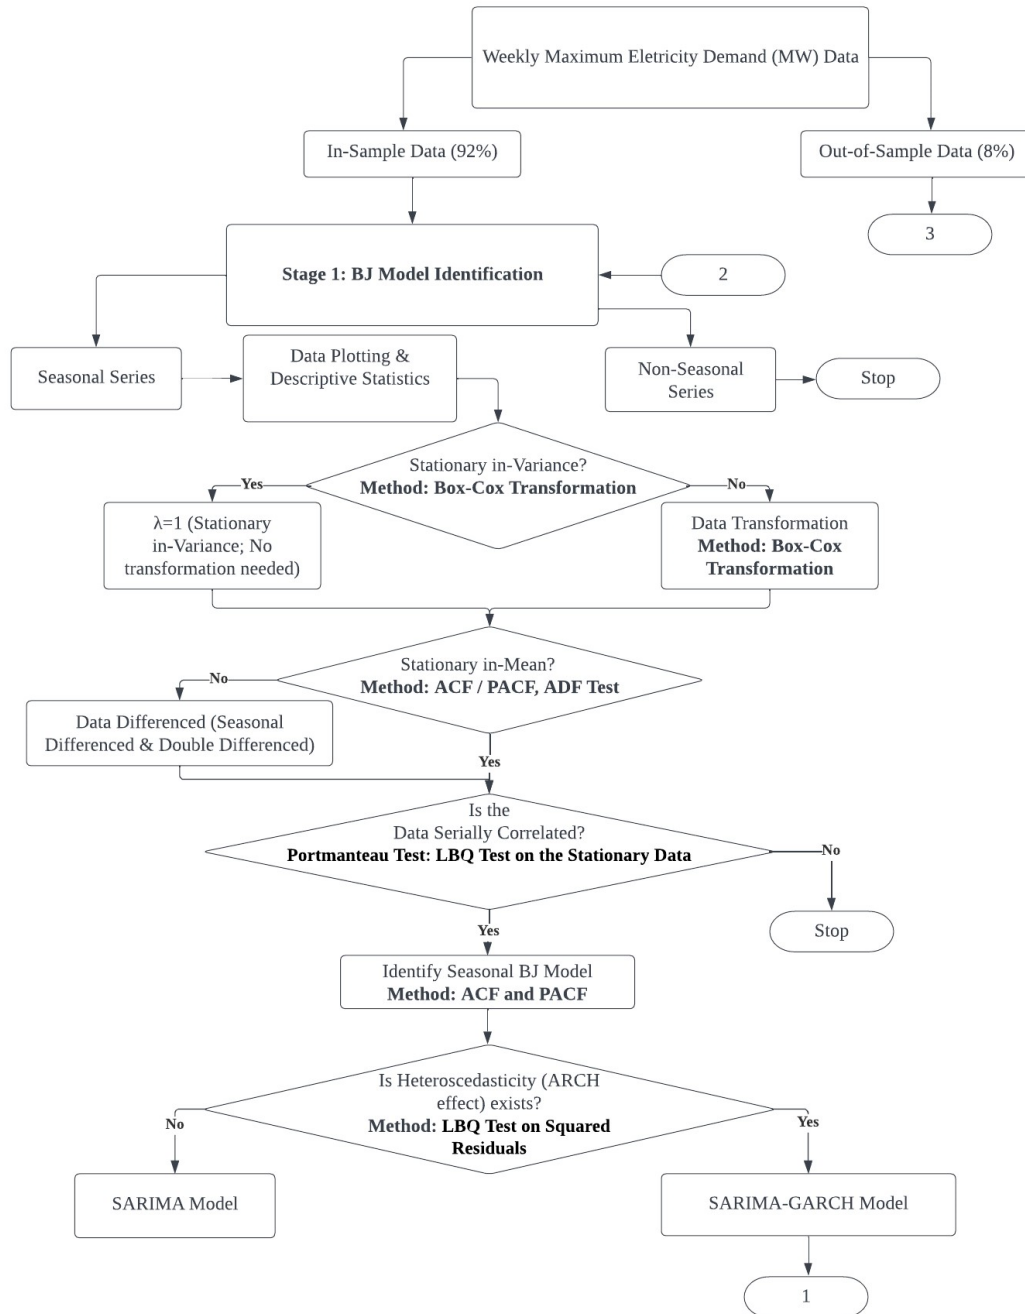 Weekly Maximum Eletricity Demand (MW) Data
In-Sample Data (92%)
Out-of-Sample Data (8%)
3
Stage 1: BJ Model Identification
2
Seasonal Series
Data Plotting &
Descriptive Statistics
Non-Seasonal
Series
Stop
Stationary in-Variance?
Method: Box-Cox Transformation
Yes
No
λ=1 (Stationary
in-Variance; No
transformation needed)
Data Transformation
Method: Box-Cox
Transformation
Stationary in-Mean?
Method: ACF / PACF, ADF Test
No
Data Differenced (Seasonal
Differenced & Double Differenced)
Yes
Is the
Data Serially Correlated?
Portmanteau Test: LBQ Test on the Stationary Data
No
Stop
Yes
Identify Seasonal BJ Model
Method: ACF and PACF
Is Heteroscedasticity (ARCH
effect) exists?
Method: LBQ Test on Squared
Residuals
No
Yes
SARIMA Model
SARIMA-GARCH Model
1